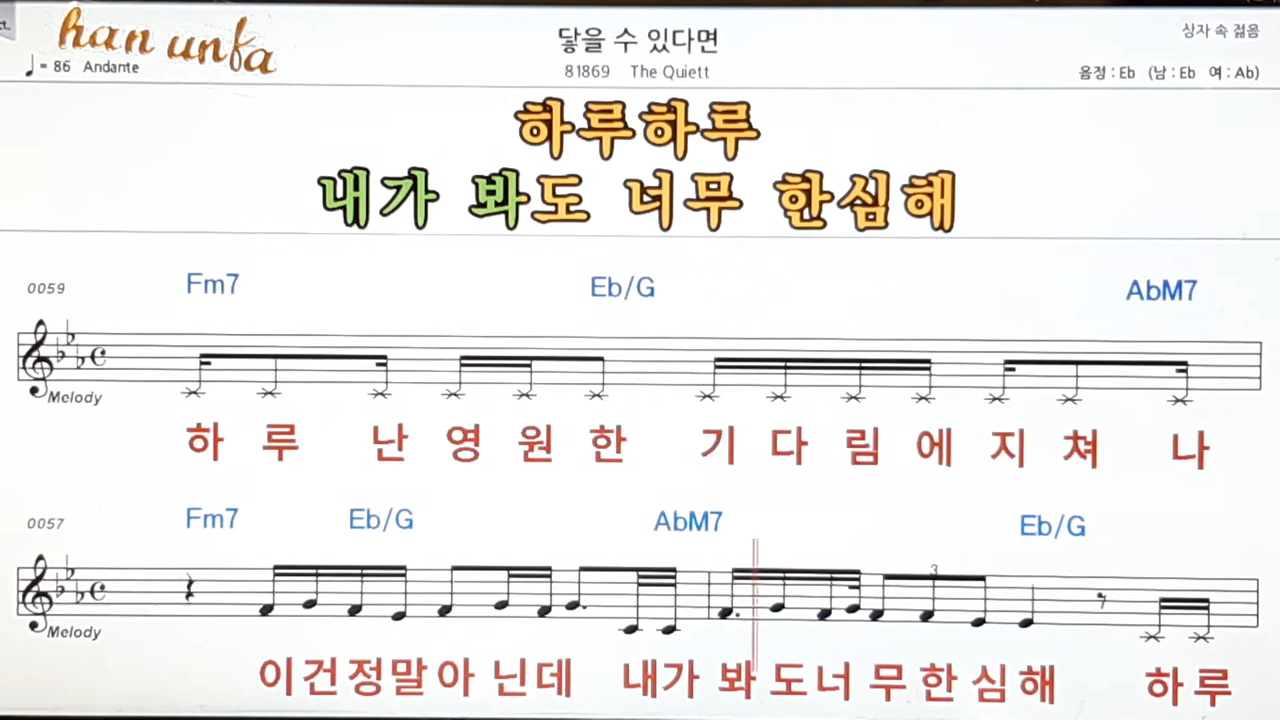 ct.
han unfa
닿을 수 있다면
상자 속 젊음
♩= 86 Andante
81869 The Quiett
음정 : Eb (남 : Eb 여 : Ab)
하루하루
내가 봐도 너무 한심해
0059 Fm7 Eb/G AbM7
Melody
하 루 난 영 원 한 기 다 림 에 지 쳐 나
0057 Fm7 Eb/G AbM7 Eb/G
3
Melody
이 건 정 말 아 닌 데 내 가 봐 도 너 무 한 심 해 하 루